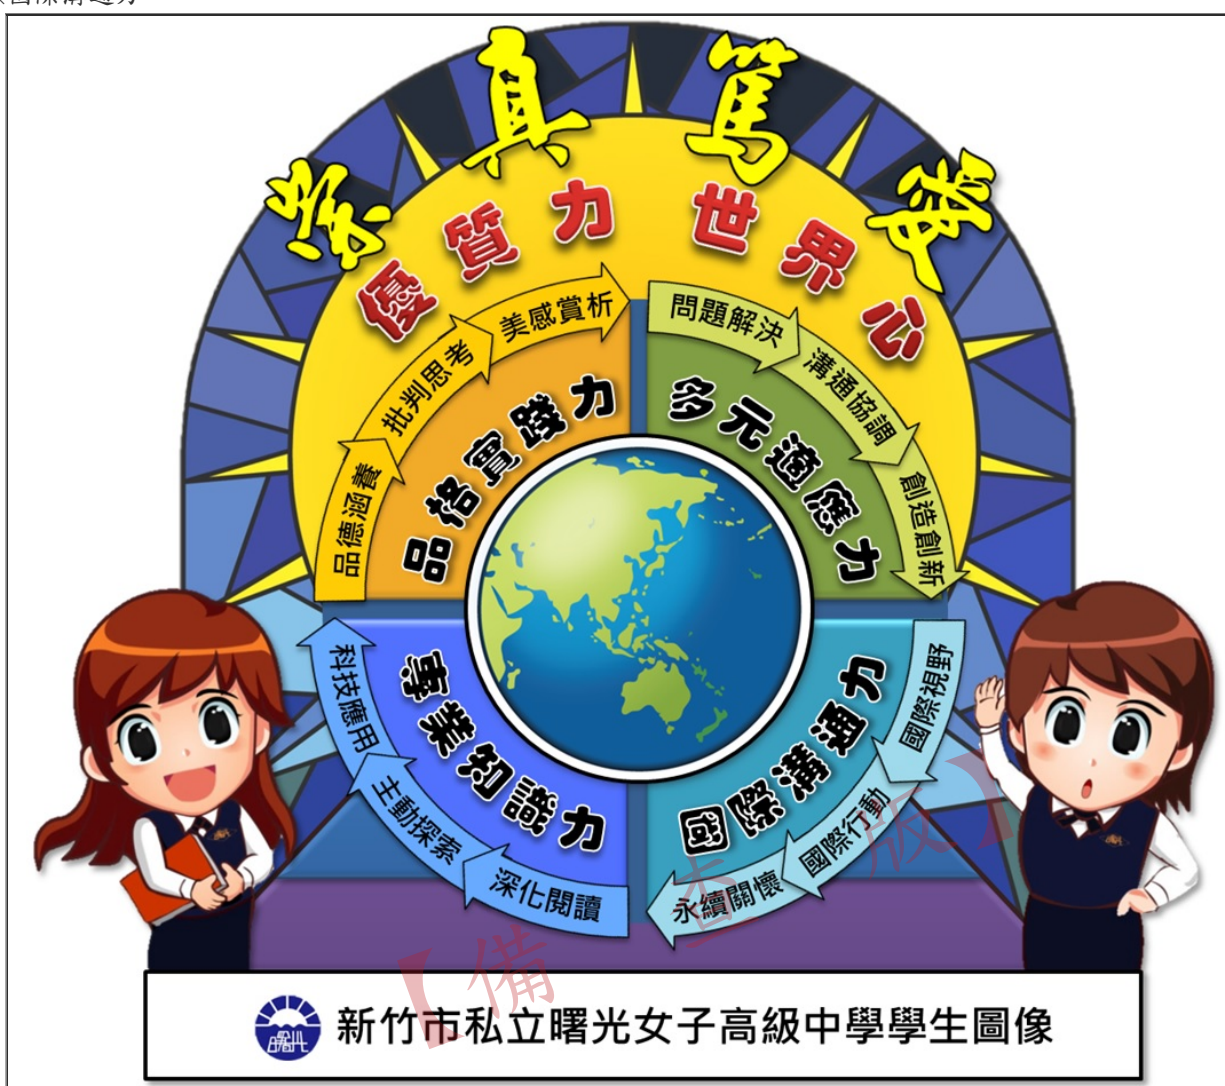 崇真篤愛
優質力 世界心
美感賞析
批判思考
品德涵養
品格實踐力
問題解決
溝通協調
創造創新
多元適應力
科技應用
主動探索
深化閱讀
專業知識力
國際視野
國際行動
永續關懷
國際溝通力
【備查版】
曙光
新竹市私立曙光女子高級中學學生圖像